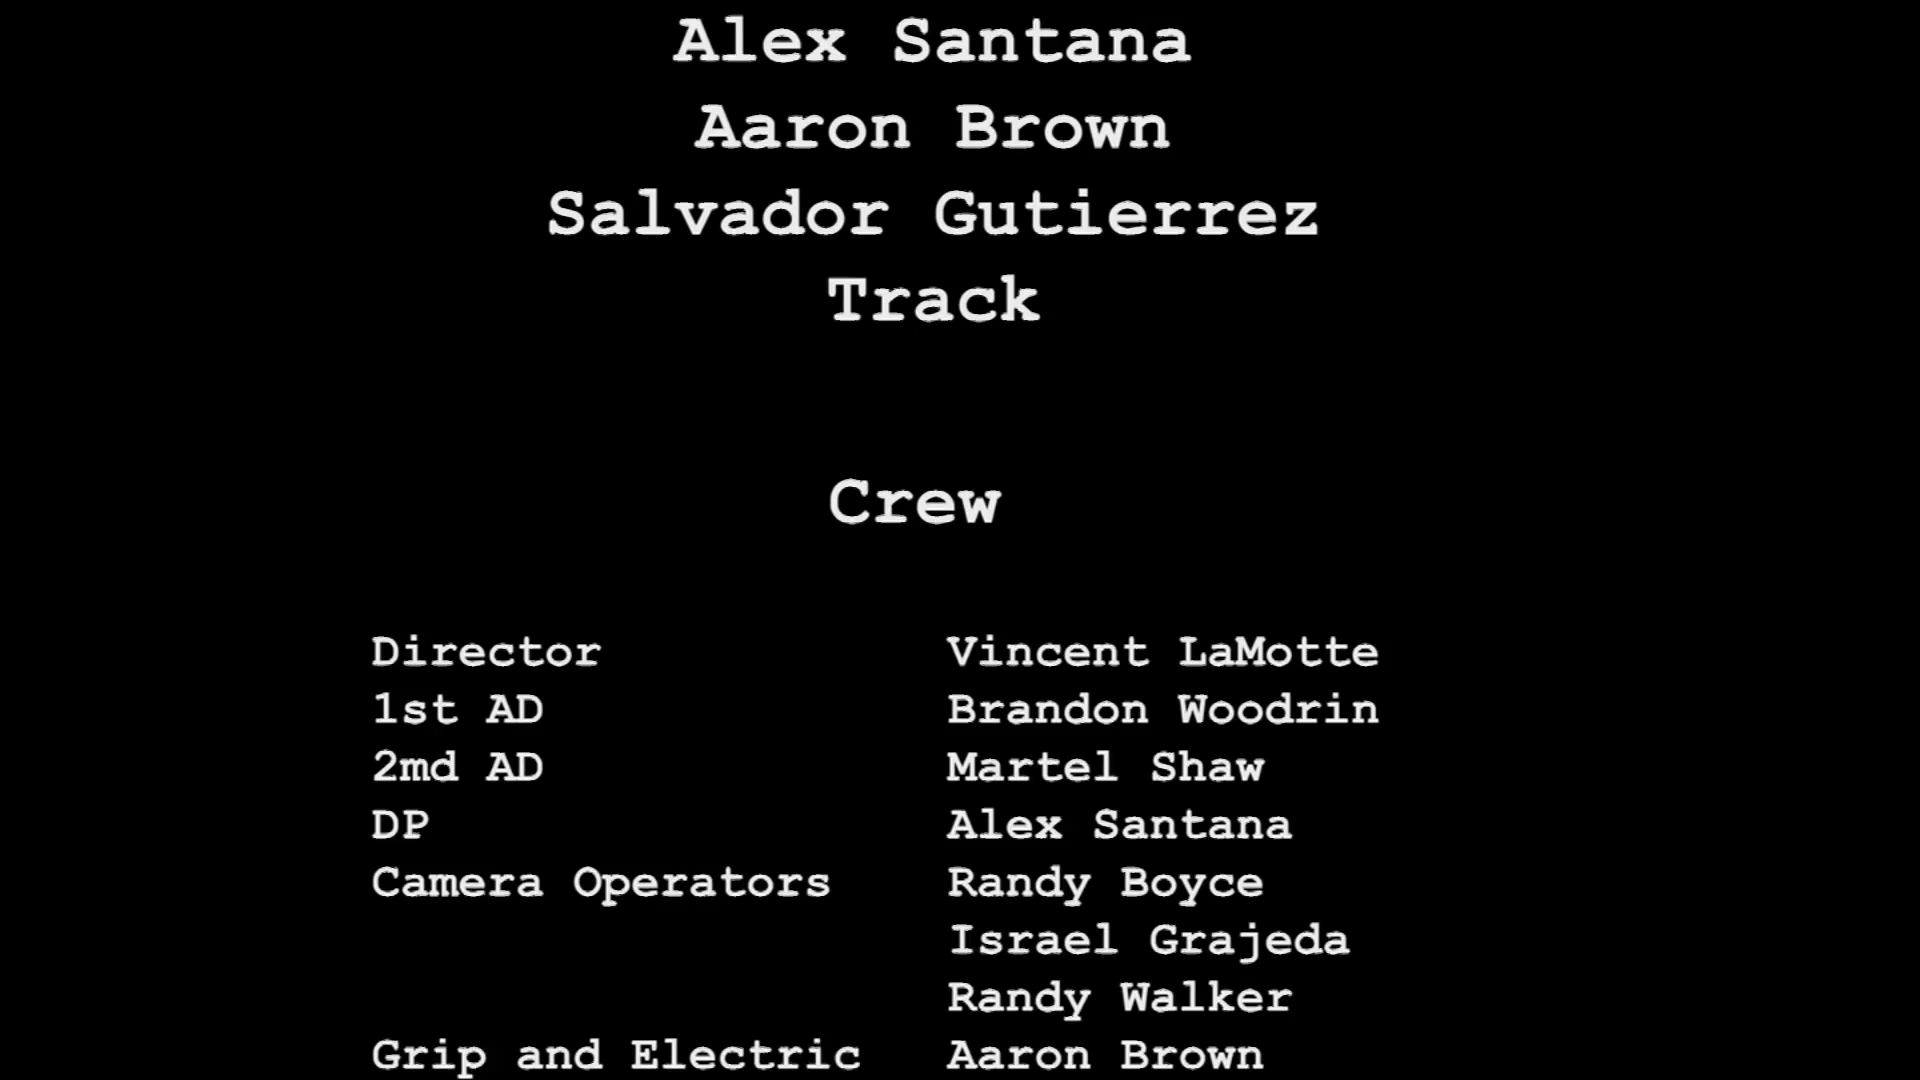 Alex Santana
Aaron Brown
Salvador Gutierrez
Track
Crew
Director Vincent LaMotte
1st AD Brandon Woodrin
2md AD Martel Shaw
DP Alex Santana
Camera Operators Randy Boyce
Israel Grajeda
Randy Walker
Grip and Electric Aaron Brown